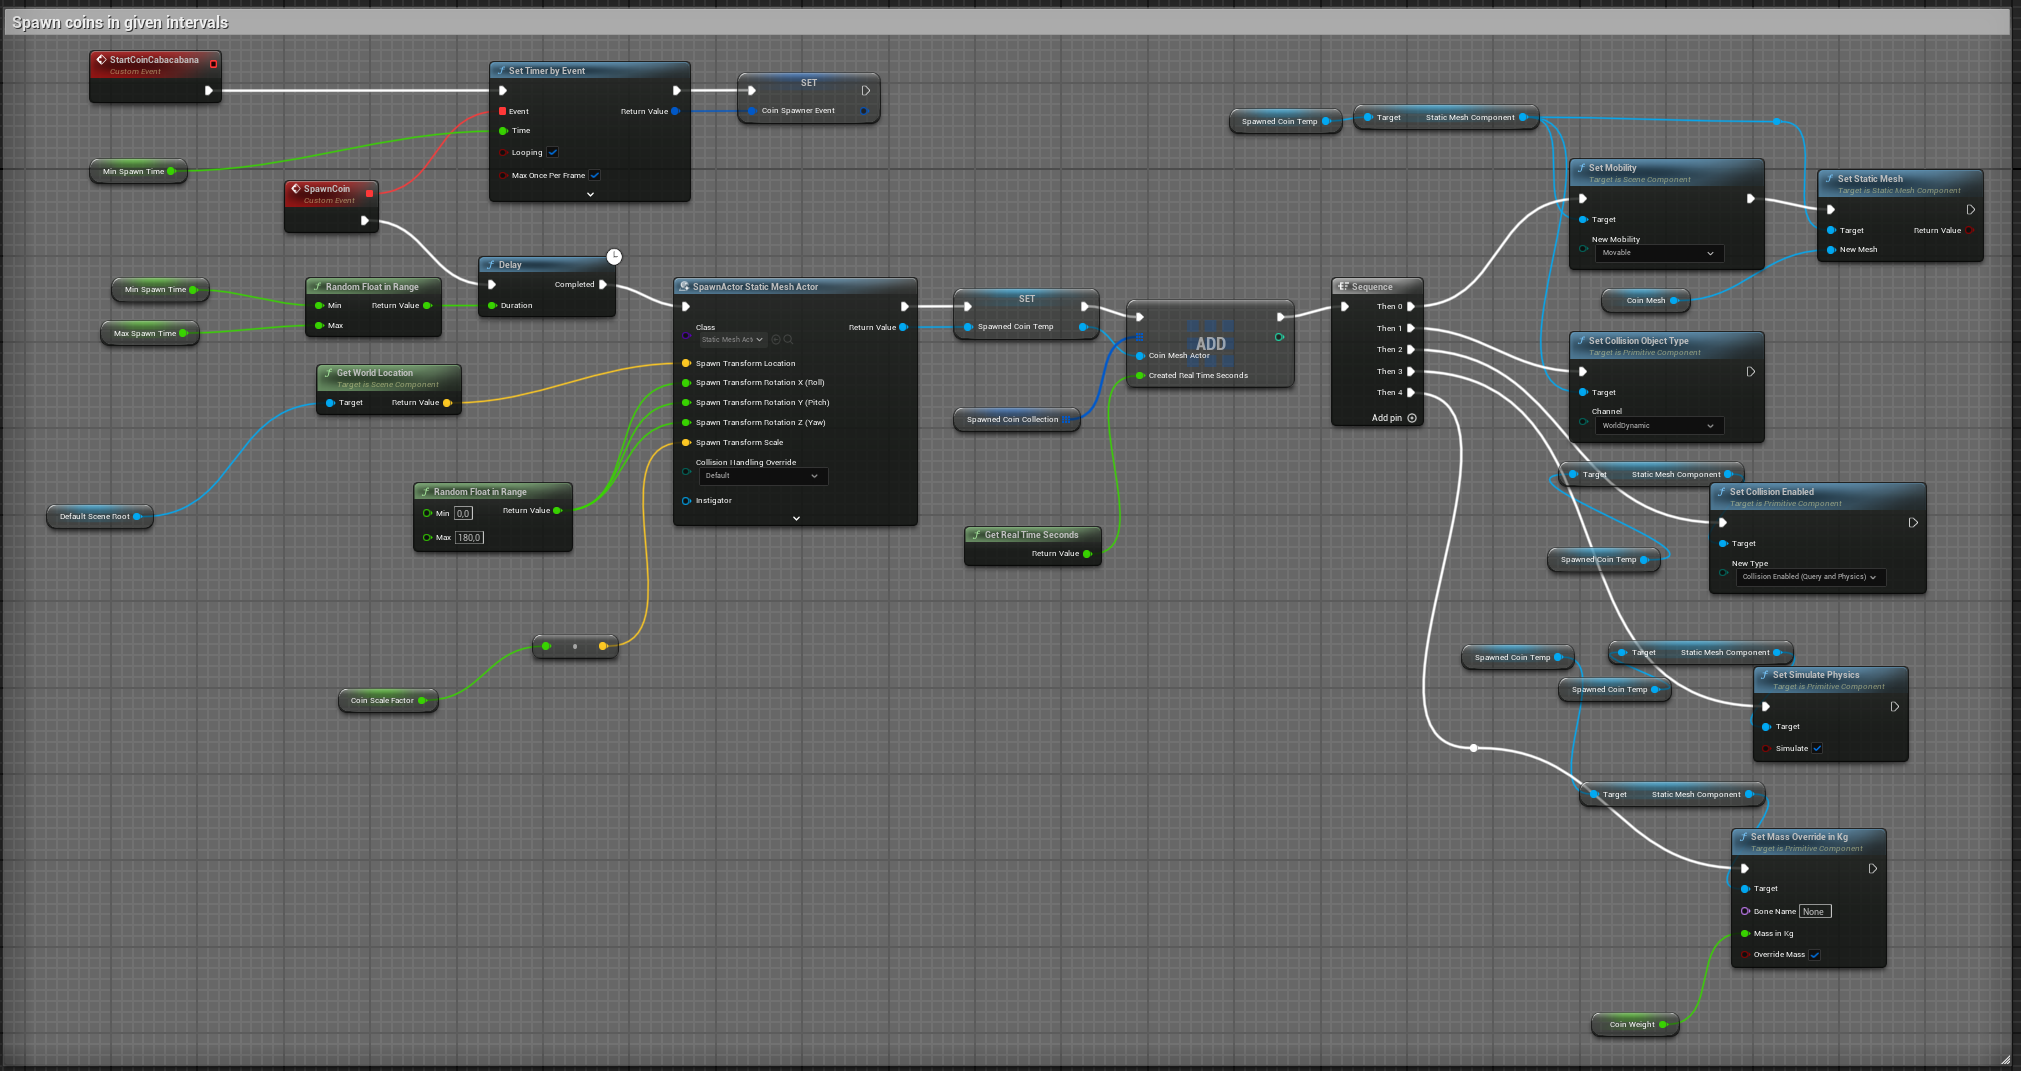 Spawn coins in given intervals
StartCoinCabacabana
Custom Event
Set Timer by Event
Event
Return Value
Time
Looping
Max Once Per Frame
SET
Coin Spawner Event
Min Spawn Time
SpawnCoin
Custom Event
Min Spawn Time
Max Spawn Time
Random Float in Range
Min
Return Value
Max
Delay
Completed
Duration
Get World Location
Target is Scene Component
Target
Return Value
Default Scene Root
Random Float in Range
Min 0,0
Return Value
Max 180,0
Coin Scale Factor
SpawnActor Static Mesh Actor
Class
Static Mesh Act
Return Value
Spawn Transform Location
Spawn Transform Rotation X (Roll)
Spawn Transform Rotation Y (Pitch)
Spawn Transform Rotation Z (Yaw)
Spawn Transform Scale
Collision Handling Override
Default
Instigator
SET
Spawned Coin Temp
Spawned Coin Collection
ADD
Coin Mesh Actor
Created Real Time Seconds
Get Real Time Seconds
Return Value
Sequence
Then 0
Then 1
Then 2
Then 3
Then 4
Add pin
Spawned Coin Temp
Target
Static Mesh Component
Set Mobility
Target is Scene Component
Target
New Mobility
Movable
Set Static Mesh
Target is Static Mesh Component
Target
Return Value
New Mesh
Coin Mesh
Set Collision Object Type
Target is Primitive Component
Target
Channel
WorldDynamic
Target
Static Mesh Component
Set Collision Enabled
Target is Primitive Component
Target
New Type
Collision Enabled (Query and Physics)
Spawned Coin Temp
Spawned Coin Temp
Target
Static Mesh Component
Spawned Coin Temp
Set Simulate Physics
Target is Primitive Component
Target
Simulate
Target
Static Mesh Component
Set Mass Override in Kg
Target is Primitive Component
Target
Bone Name None
Mass in Kg
Override Mass
Coin Weight